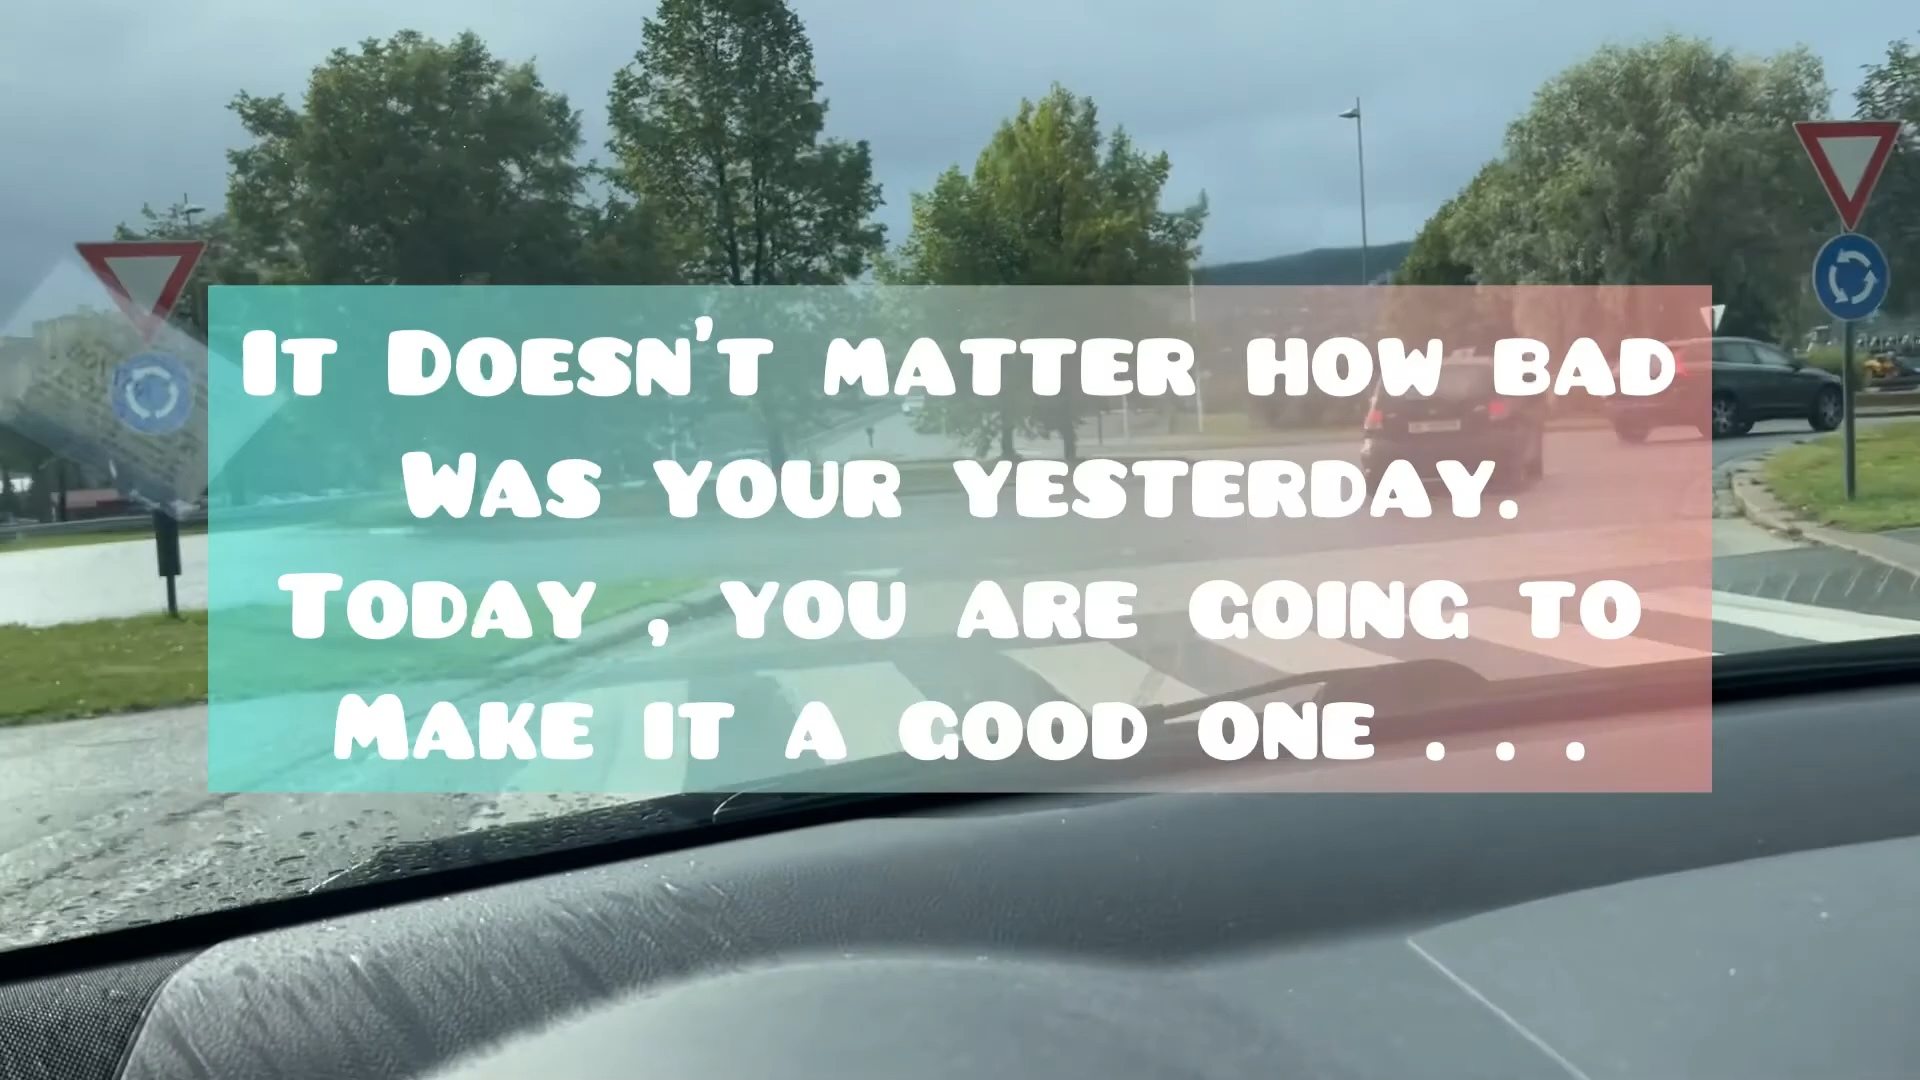 It Doesn't matter how bad
Was your yesterday.
Today , you are going to
Make it a good one . . .